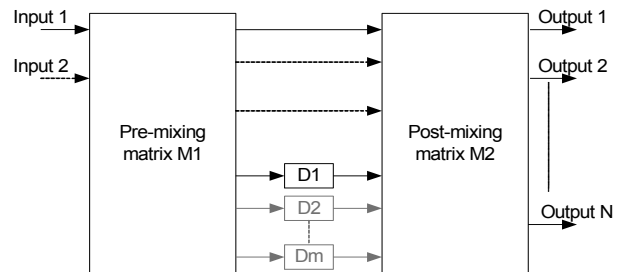 Input 1
Output 1
Input 2
Output 2
Pre-mixing
matrix M1
Post-mixing
matrix M2
D1
D2
Dm
Output N